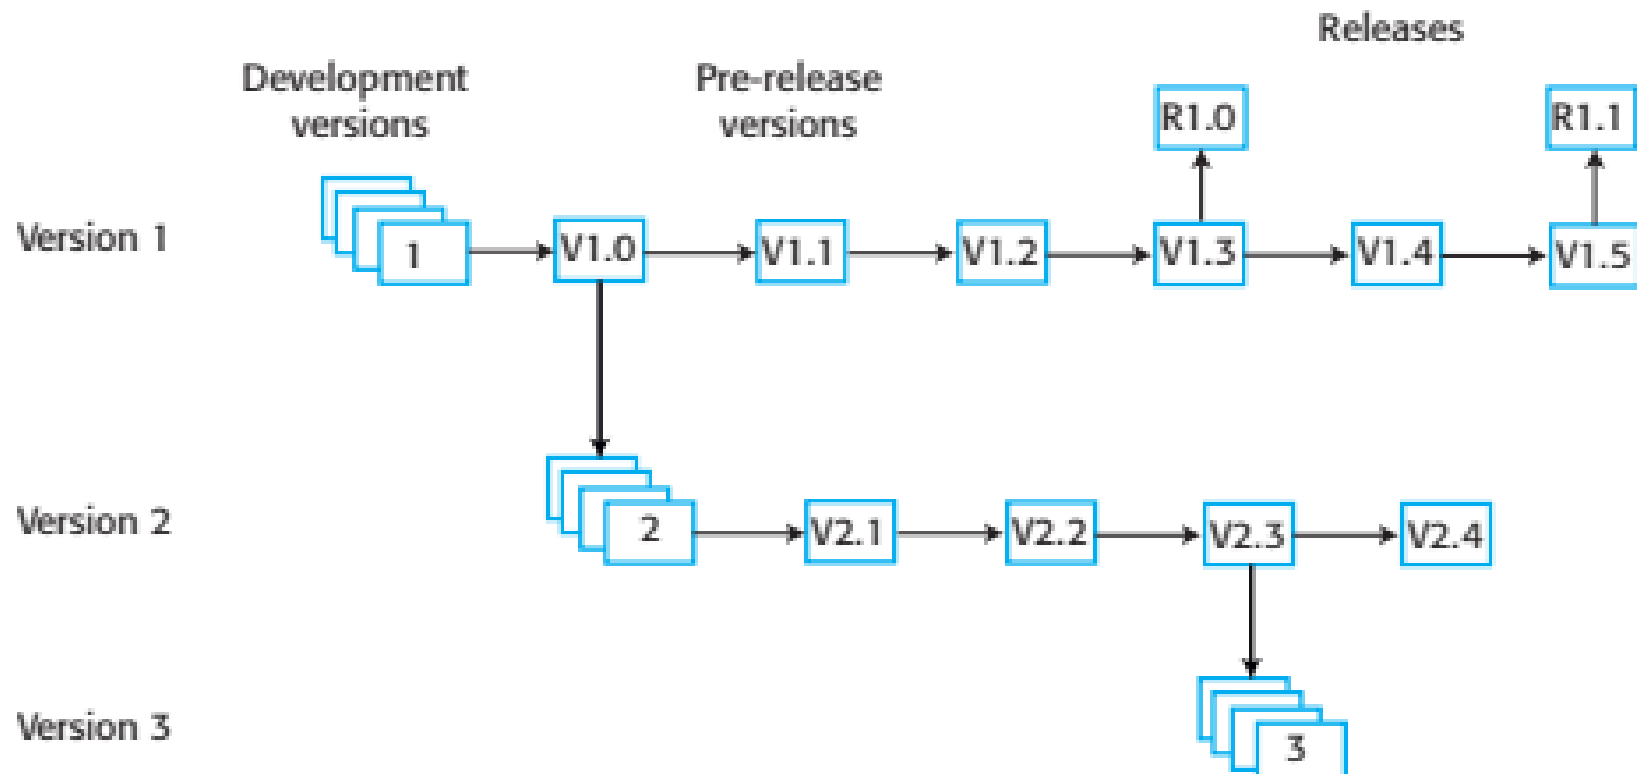 Releases
Development
versions
Pre-release
versions
R1.0
R1.1
Version 1
1
V1.0
V1.1
V1.2
V1.3
V1.4
V1.5
Version 2
2
V2.1
V2.2
V2.3
V2.4
Version 3
3